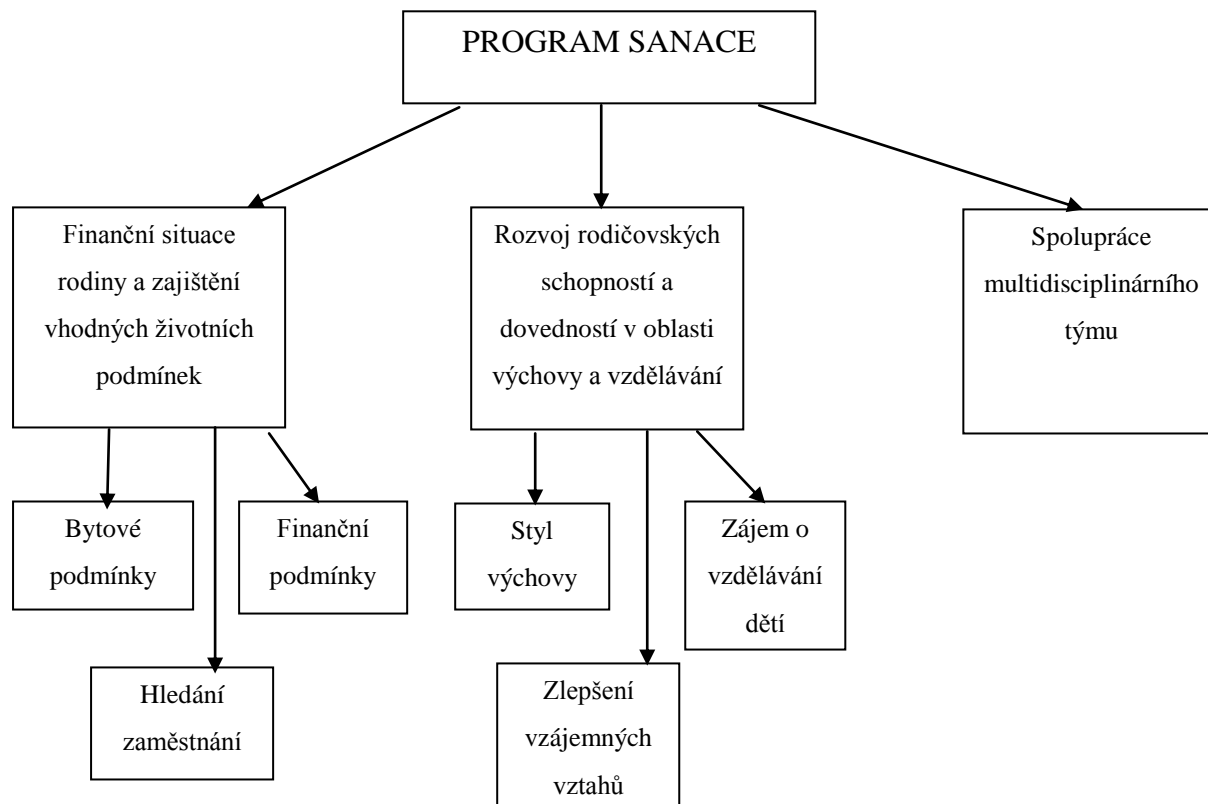 PROGRAM SANACE
Finanční situace
rodiny a zajištění
vhodných životních
podmínek
Rozvoj rodičovských
schopností a
dovedností v oblasti
výchovy a vzdělávání
Spolupráce
multidisciplinárního
týmu
Bytové
podmínky
Finanční
podmínky
Styl
výchovy
Zájem o
vzdělávání
dětí
Hledání
zaměstnání
Zlepšení
vzájemných
vztahů